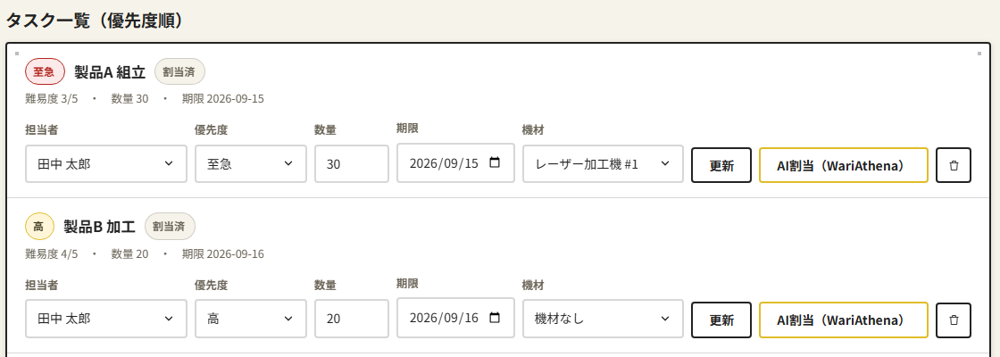 タスク一覧（優先度順）
至急 製品A 組立 割当済
難易度 3/5 ・ 数量 30 ・ 期限 2026-09-15
担当者 優先度 数量 期限 機材
田中 太郎 至急 30 2026/09/15 レーザー加工機 #1 更新 AI割当（WariAthena）
高 製品B 加工 割当済
難易度 4/5 ・ 数量 20 ・ 期限 2026-09-16
担当者 優先度 数量 期限 機材
田中 太郎 高 20 2026/09/16 機材なし 更新 AI割当（WariAthena）